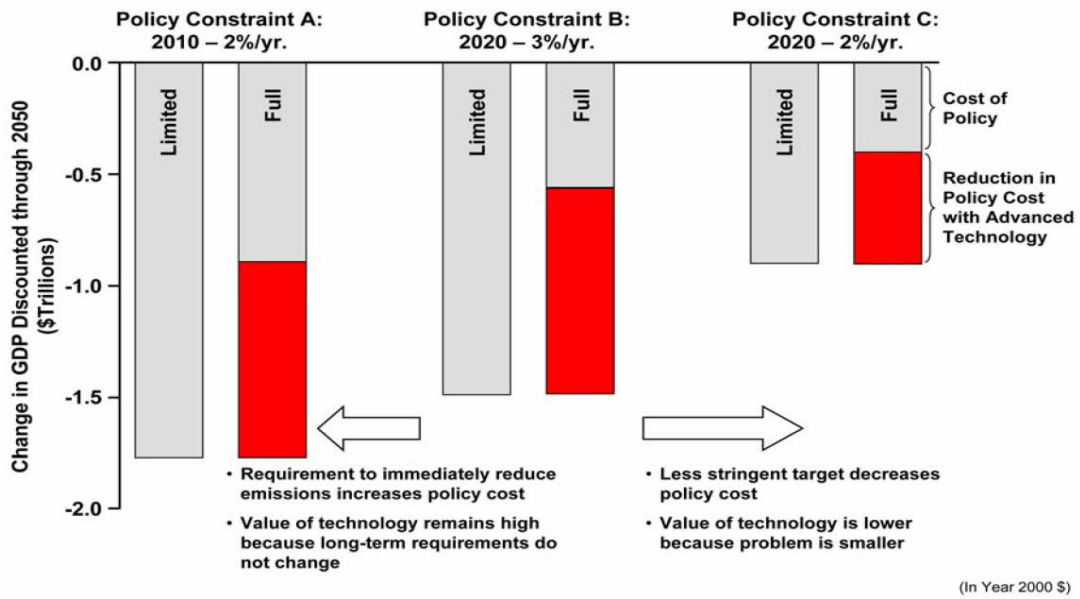 Policy Constraint A:
2010 – 2%/yr.
Policy Constraint B:
2020 – 3%/yr.
Policy Constraint C:
2020 – 2%/yr.
Change in GDP Discounted through 2050
($Trillions)
0.0
-0.5
-1.0
-1.5
-2.0
Limited
Full
Limited
Full
Limited
Full
Cost of
Policy
Reduction in
Policy Cost
with Advanced
Technology
• Requirement to immediately reduce
emissions increases policy cost
• Value of technology remains high
because long-term requirements do
not change
• Less stringent target decreases
policy cost
• Value of technology is lower
because problem is smaller
(In Year 2000 $)